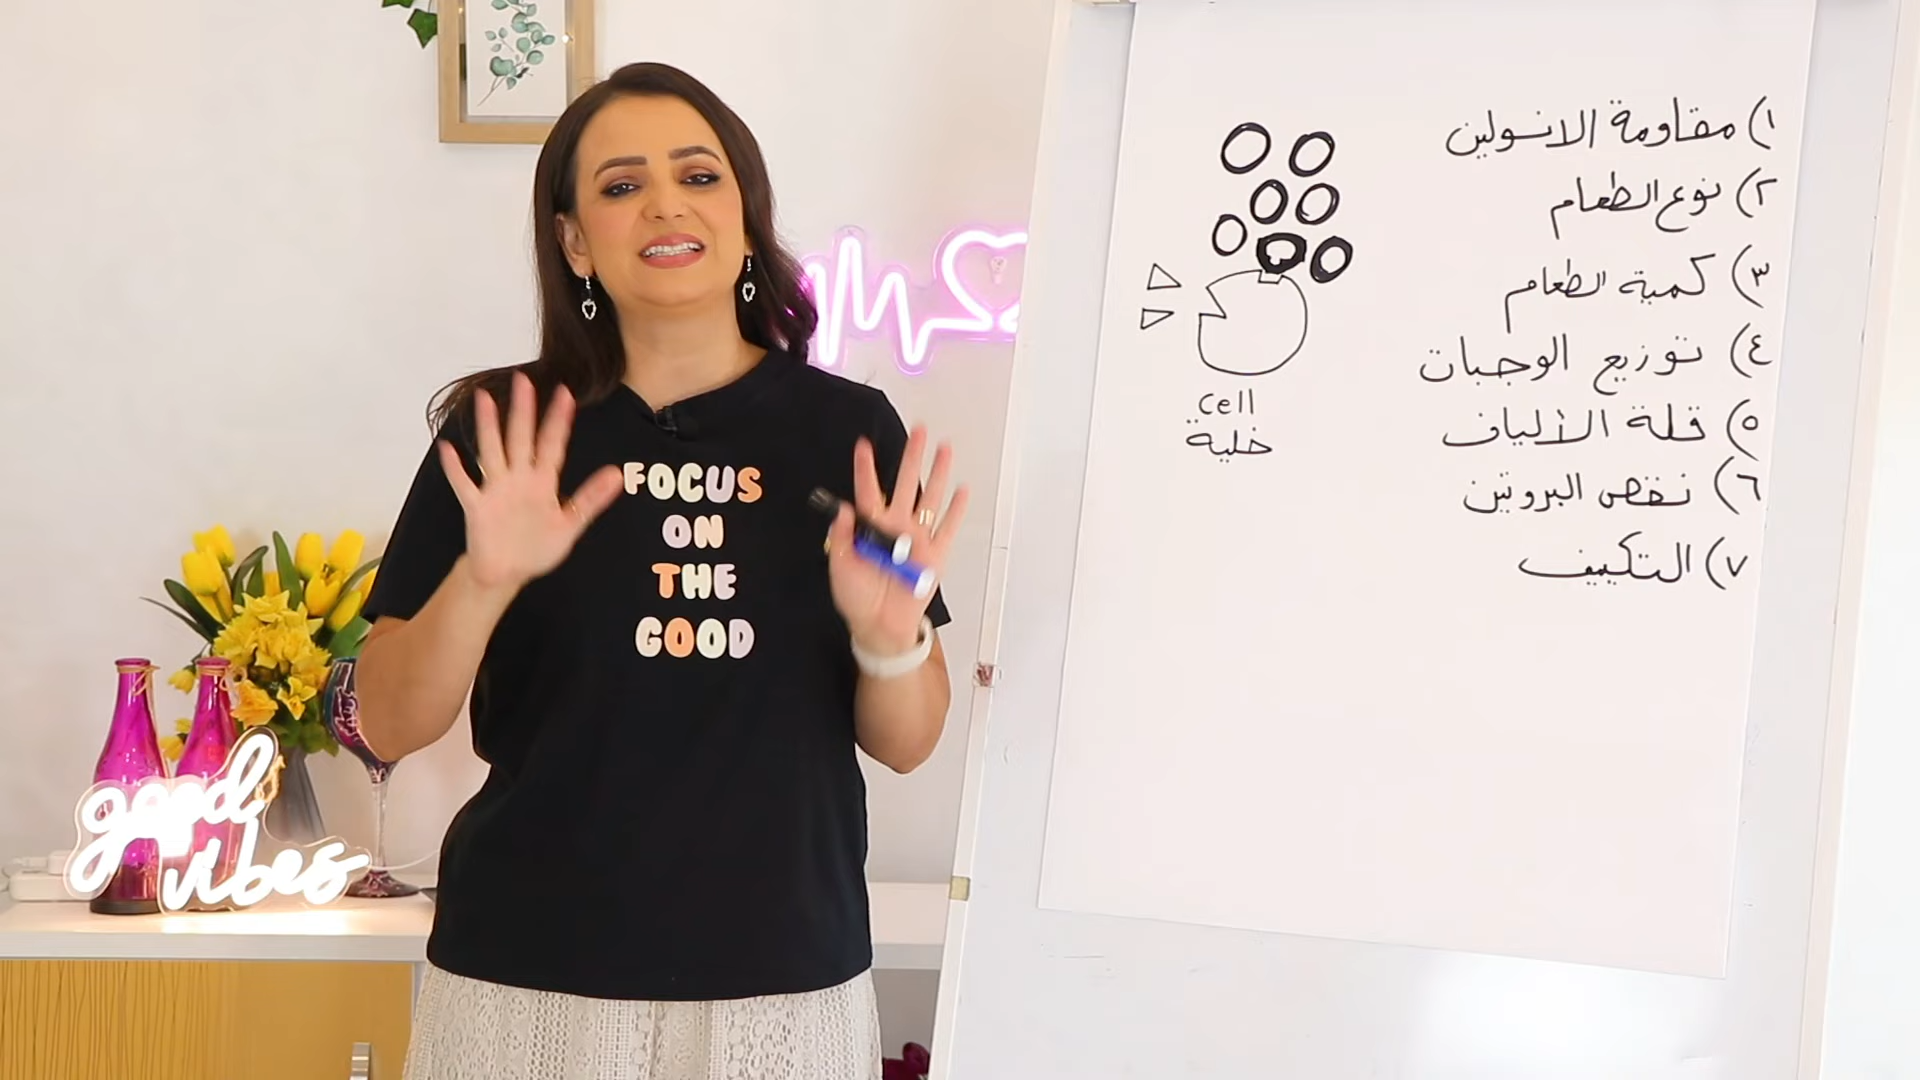 FOCUS
ON
THE
GOOD
good
vibes
١) مقاومة الانسولين
٢) نوع الطعام
٣) كمية الطعام
٤) توزيع الوجبات
٥) قلة الألياف
٦) نقص البروتين
٧) التكييف
cell
خلية